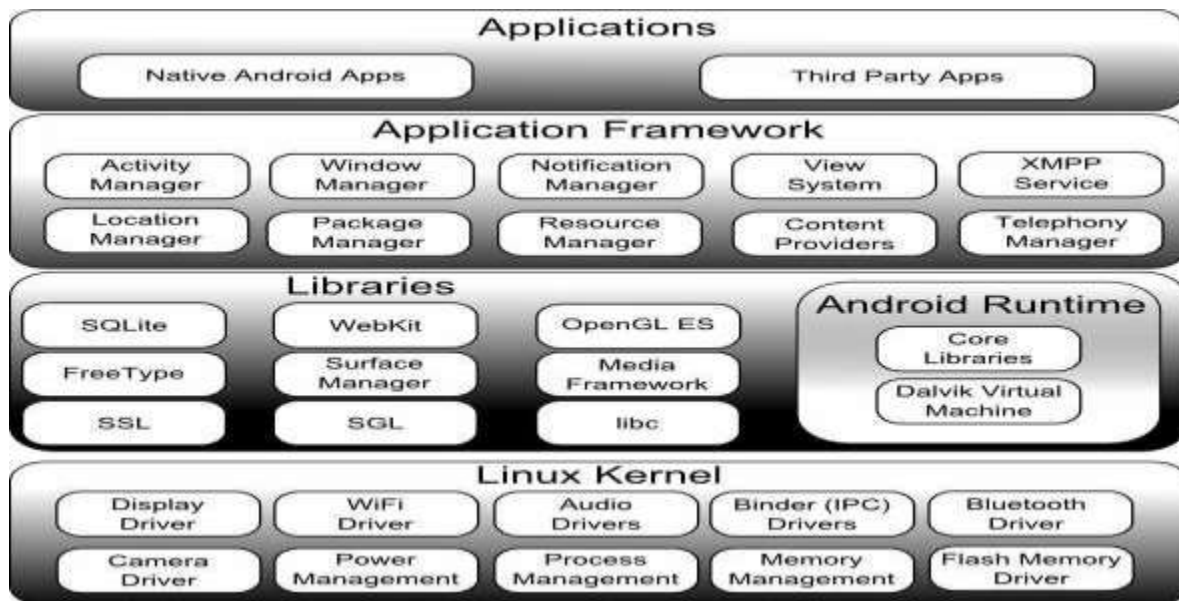 Applications
Native Android Apps
Third Party Apps
Application Framework
Activity
Manager
Window
Manager
Notification
Manager
View
System
XMPP
Service
Location
Manager
Package
Manager
Resource
Manager
Content
Providers
Telephony
Manager
Libraries
SQLite
WebKit
OpenGL ES
FreeType
Surface
Manager
Media
Framework
SSL
SGL
libc
Android Runtime
Core
Libraries
Dalvik Virtual
Machine
Linux Kernel
Display
Driver
WiFi
Driver
Audio
Drivers
Binder (IPC)
Drivers
Bluetooth
Driver
Camera
Driver
Power
Management
Process
Management
Memory
Management
Flash Memory
Driver